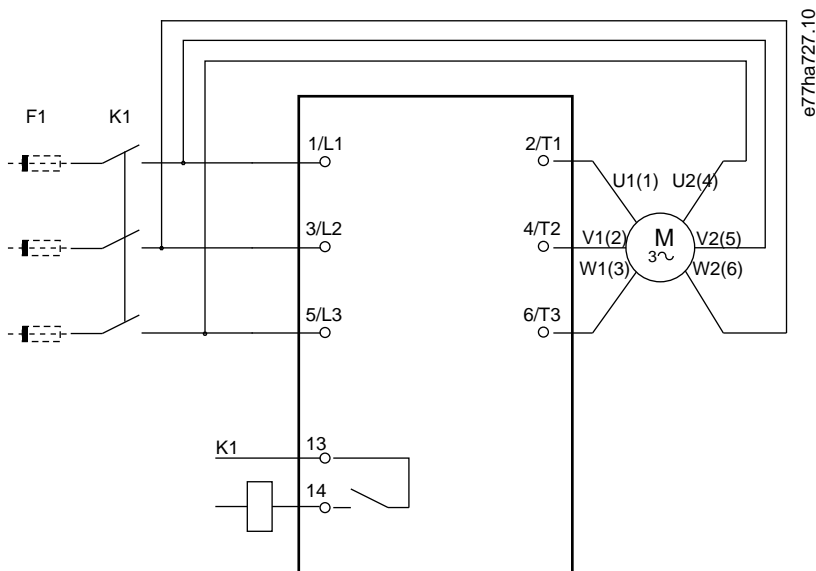 e77ha727.10
F1
K1
1/L1
2/T1
U1(1)
U2(4)
3/L2
4/T2
V1(2)
M
3~
V2(5)
W1(3)
W2(6)
5/L3
6/T3
K1
13
14